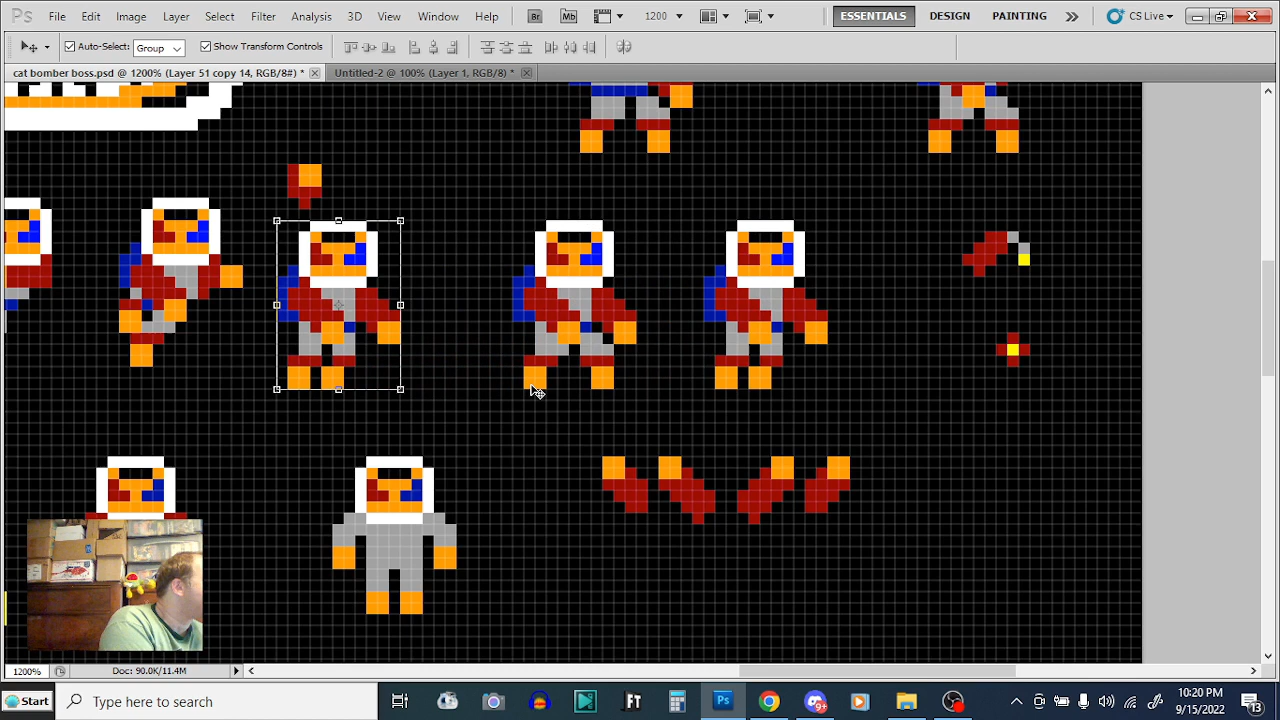 Ps File Edit Image Layer Select Filter Analysis 3D View Window Help Br Mb 1200 ESSENTIALS DESIGN PAINTING CS Live
Auto-Select: Group Show Transform Controls
cat bomber boss.psd @ 1200% (Layer 51 copy 14, RGB/8#) * Untitled-2 @ 100% (Layer 1, RGB/8) *
1200% Doc: 90.0K/11.4M
Start Type here to search FT Ps 9+ 10:20 PM
9/15/2022 13